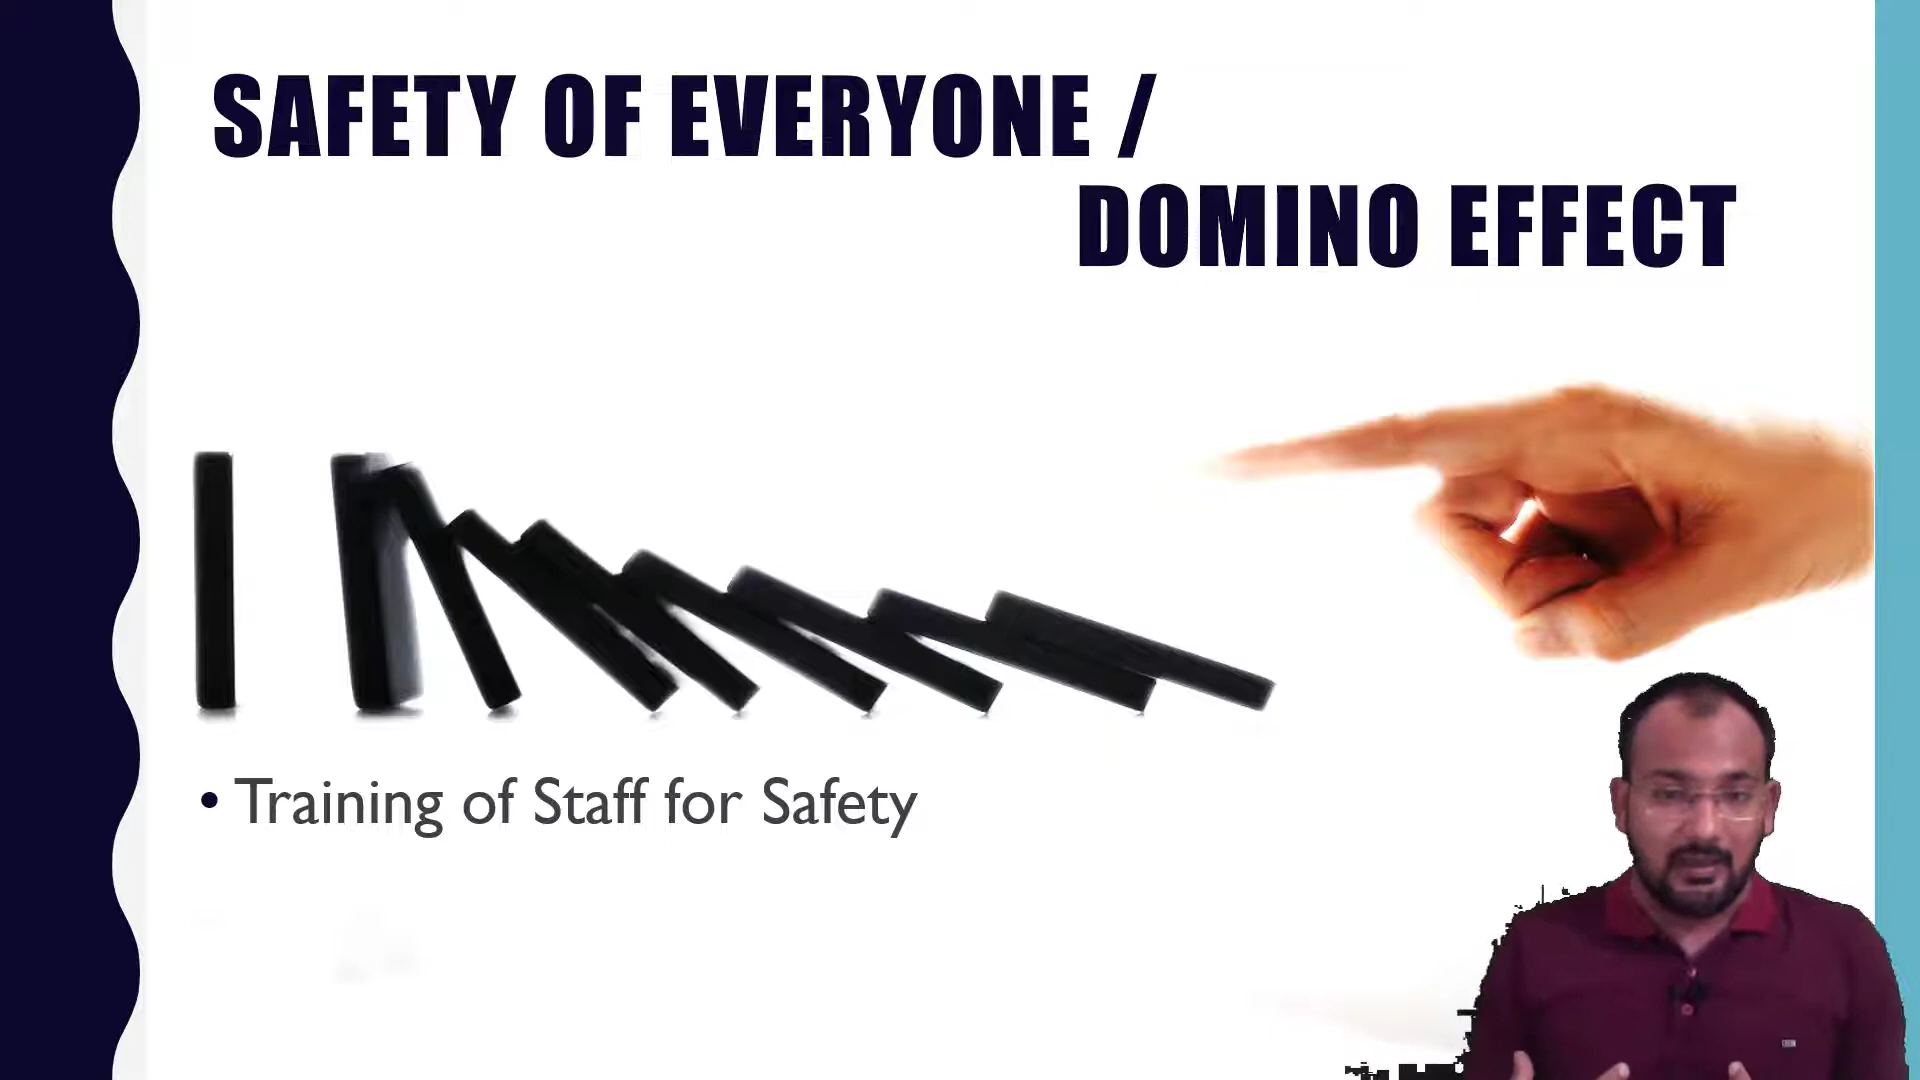 SAFETY OF EVERYONE /
DOMINO EFFECT
• Training of Staff for Safety